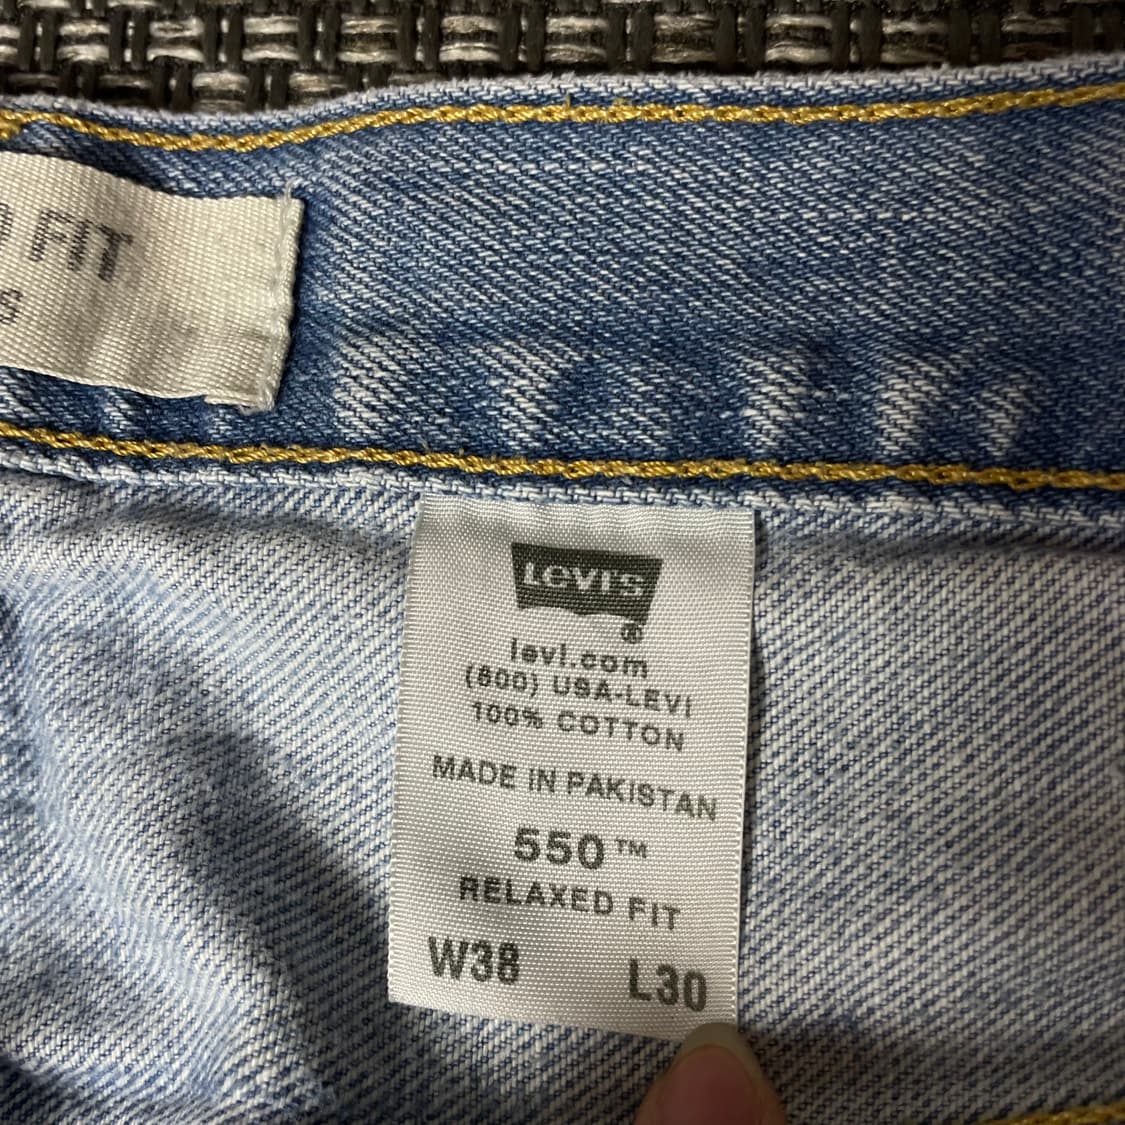 FIT
S
LEVI'S
®
levi.com
(800) USA-LEVI
100% COTTON
MADE IN PAKISTAN
550™
RELAXED FIT
W38 L30